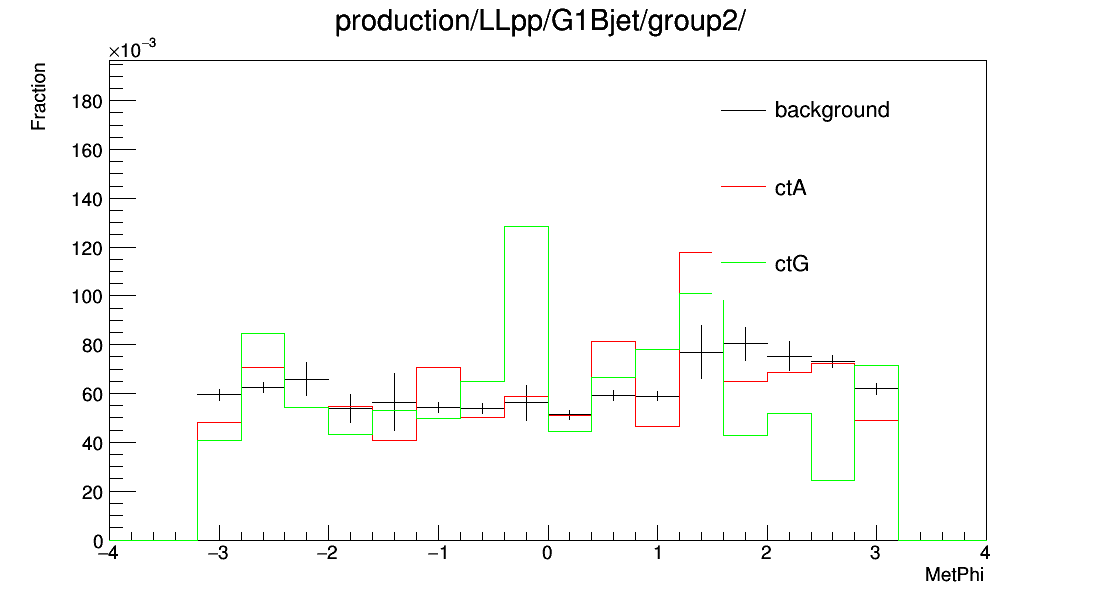 production/LLpp/G1Bjet/group2/
×10⁻³
Fraction
180
160
140
120
100
80
60
40
20
0
background
ctA
ctG
−4 −3 −2 −1 0 1 2 3 4
MetPhi